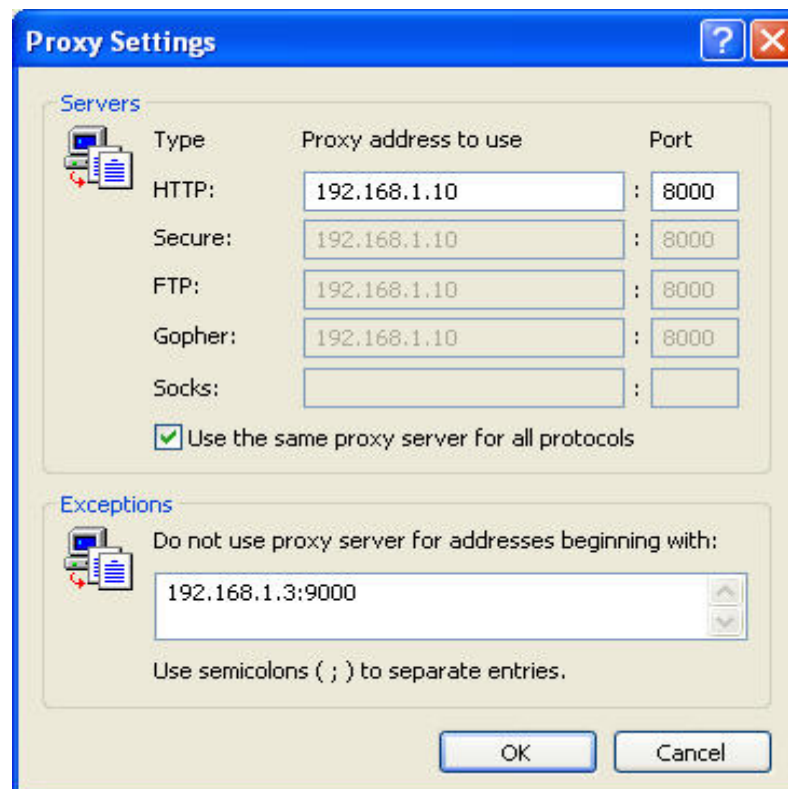 Proxy Settings
Servers
Type Proxy address to use Port
HTTP: 192.168.1.10 : 8000
Secure: 192.168.1.10 : 8000
FTP: 192.168.1.10 : 8000
Gopher: 192.168.1.10 : 8000
Socks: :
Use the same proxy server for all protocols
Exceptions
Do not use proxy server for addresses beginning with:
192.168.1.3:9000
Use semicolons ( ; ) to separate entries.
OK Cancel